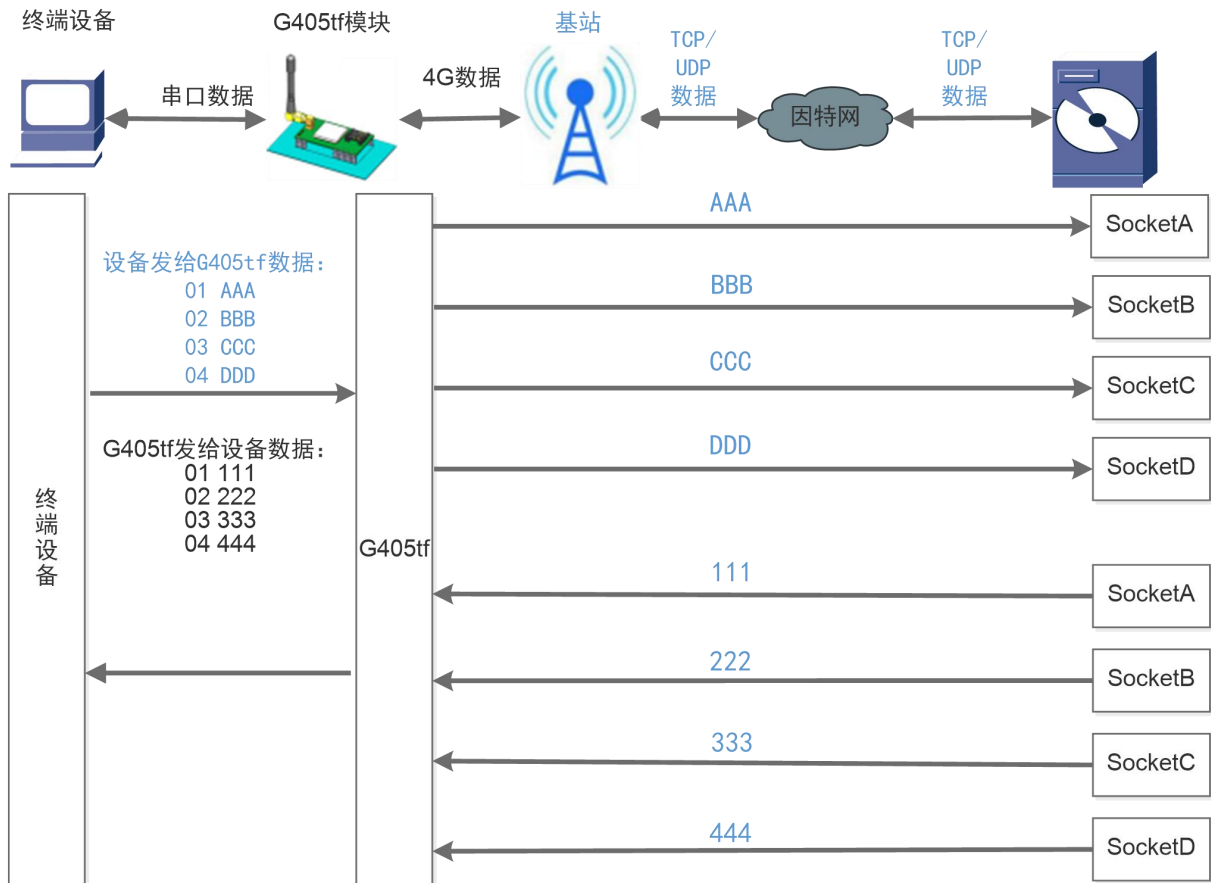 终端设备
G405tf模块
基站
TCP/
UDP
数据
TCP/
UDP
数据
串口数据
4G数据
因特网
AAA
SocketA
设备发给G405tf数据：
01 AAA
02 BBB
03 CCC
04 DDD
BBB
SocketB
CCC
SocketC
DDD
SocketD
G405tf发给设备数据：
01 111
02 222
03 333
04 444
终端设备
G405tf
111
SocketA
222
SocketB
333
SocketC
444
SocketD